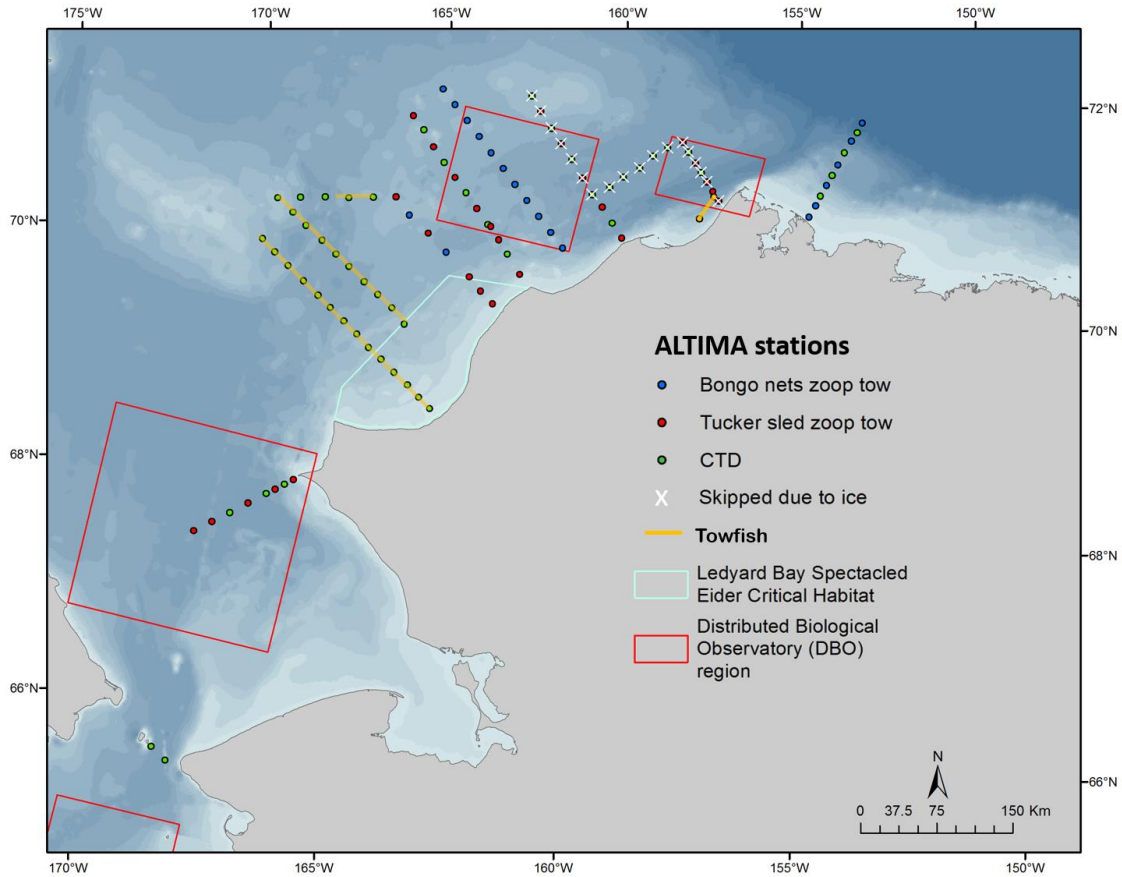 175°W 170°W 165°W 160°W 155°W 150°W
72°N
70°N
70°N
68°N
68°N
66°N
66°N
ALTIMA stations
Bongo nets zoop tow
Tucker sled zoop tow
CTD
X Skipped due to ice
Towfish
Ledyard Bay Spectacled
Eider Critical Habitat
Distributed Biological
Observatory (DBO)
region
N
0 37.5 75 150 Km
170°W 165°W 160°W 155°W 150°W